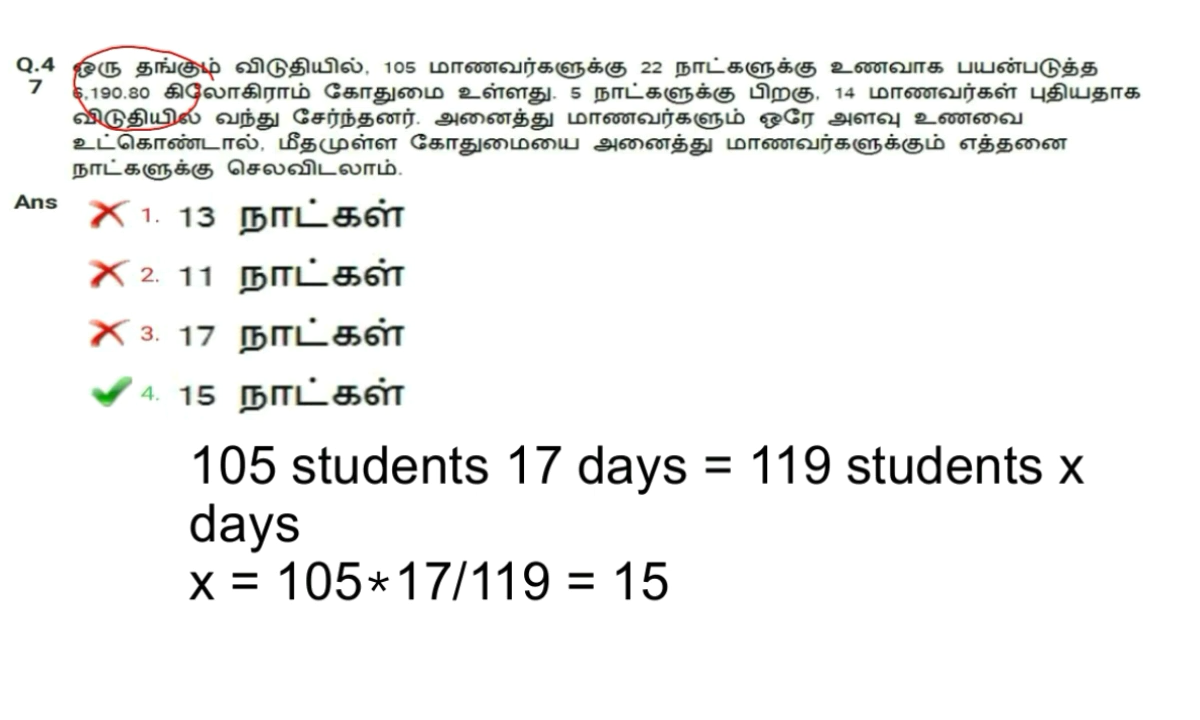 Q.4 ஒரு தங்கும் விடுதியில், 105 மாணவர்களுக்கு 22 நாட்களுக்கு உணவாக பயன்படுத்த
7 6,190.80 கிலோகிராம் கோதுமை உள்ளது. 5 நாட்களுக்கு பிறகு, 14 மாணவர்கள் புதியதாக
விடுதியில் வந்து சேர்ந்தனர். அனைத்து மாணவர்களும் ஒரே அளவு உணவை
உட்கொண்டால், மீதமுள்ள கோதுமையை அனைத்து மாணவர்களுக்கும் எத்தனை
நாட்களுக்கு செலவிடலாம்.
Ans 1. 13 நாட்கள்
2. 11 நாட்கள்
3. 17 நாட்கள்
4. 15 நாட்கள்
105 students 17 days = 119 students x
days
x = 105*17/119 = 15